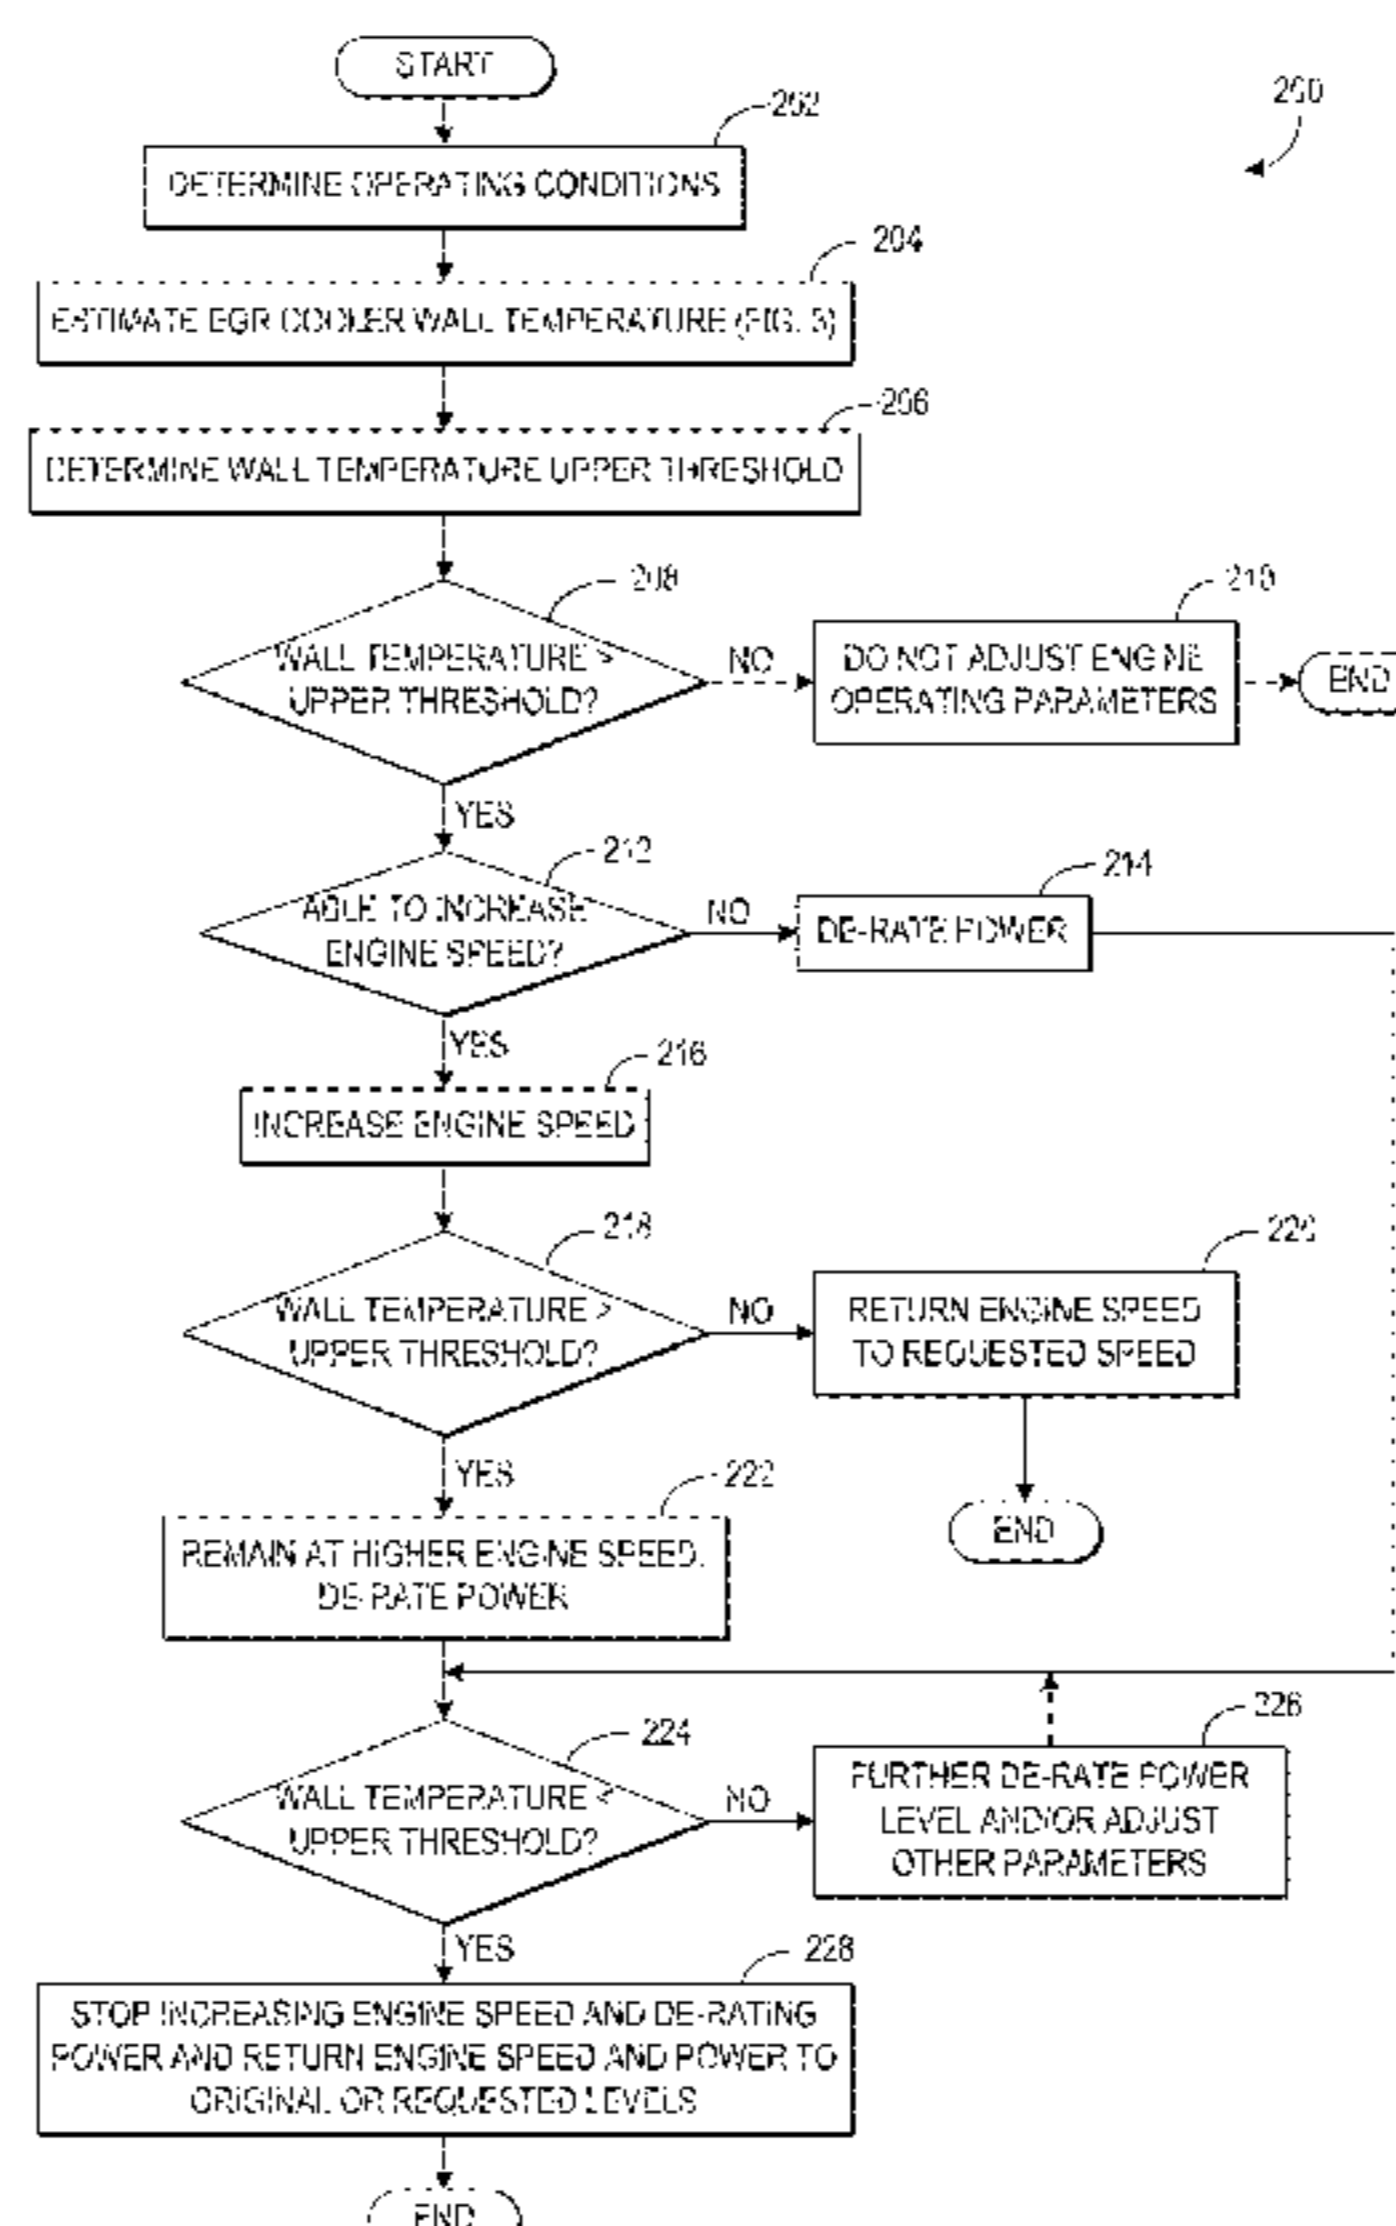 START
200
202
DETERMINE OPERATING CONDITIONS
204
ESTIMATE EGR COOLER WALL TEMPERATURE (FIG. 3)
206
DETERMINE WALL TEMPERATURE UPPER THRESHOLD
208
WALL TEMPERATURE >
UPPER THRESHOLD?
NO
210
DO NOT ADJUST ENGINE
OPERATING PARAMETERS
END
YES
212
ABLE TO INCREASE
ENGINE SPEED?
NO
214
DE-RATE POWER
YES
216
INCREASE ENGINE SPEED
218
WALL TEMPERATURE >
UPPER THRESHOLD?
NO
220
RETURN ENGINE SPEED
TO REQUESTED SPEED
END
YES
222
REMAIN AT HIGHER ENGINE SPEED,
DE-RATE POWER
224
WALL TEMPERATURE <
UPPER THRESHOLD?
NO
226
FURTHER DE-RATE POWER
LEVEL AND/OR ADJUST
OTHER PARAMETERS
YES
228
STOP INCREASING ENGINE SPEED AND DE-RATING
POWER AND RETURN ENGINE SPEED AND POWER TO
ORIGINAL OR REQUESTED LEVELS
END